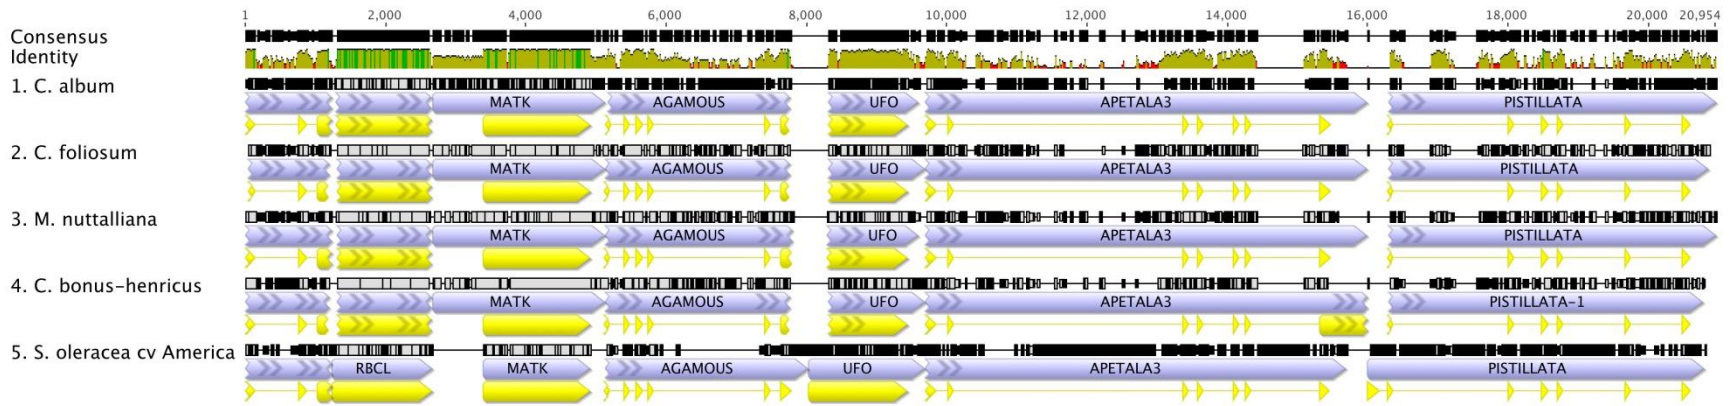 1 2,000 4,000 6,000 8,000 10,000 12,000 14,000 16,000 18,000 20,000 20,954
Consensus
Identity
1. C. album
MATK AGAMOUS UFO APETALA3 PISTILLATA
2. C. foliosum
MATK AGAMOUS UFO APETALA3 PISTILLATA
3. M. nuttalliana
MATK AGAMOUS UFO APETALA3 PISTILLATA
4. C. bonus-henricus
MATK AGAMOUS UFO APETALA3 PISTILLATA-1
5. S. oleracea cv America
RBCL MATK AGAMOUS UFO APETALA3 PISTILLATA